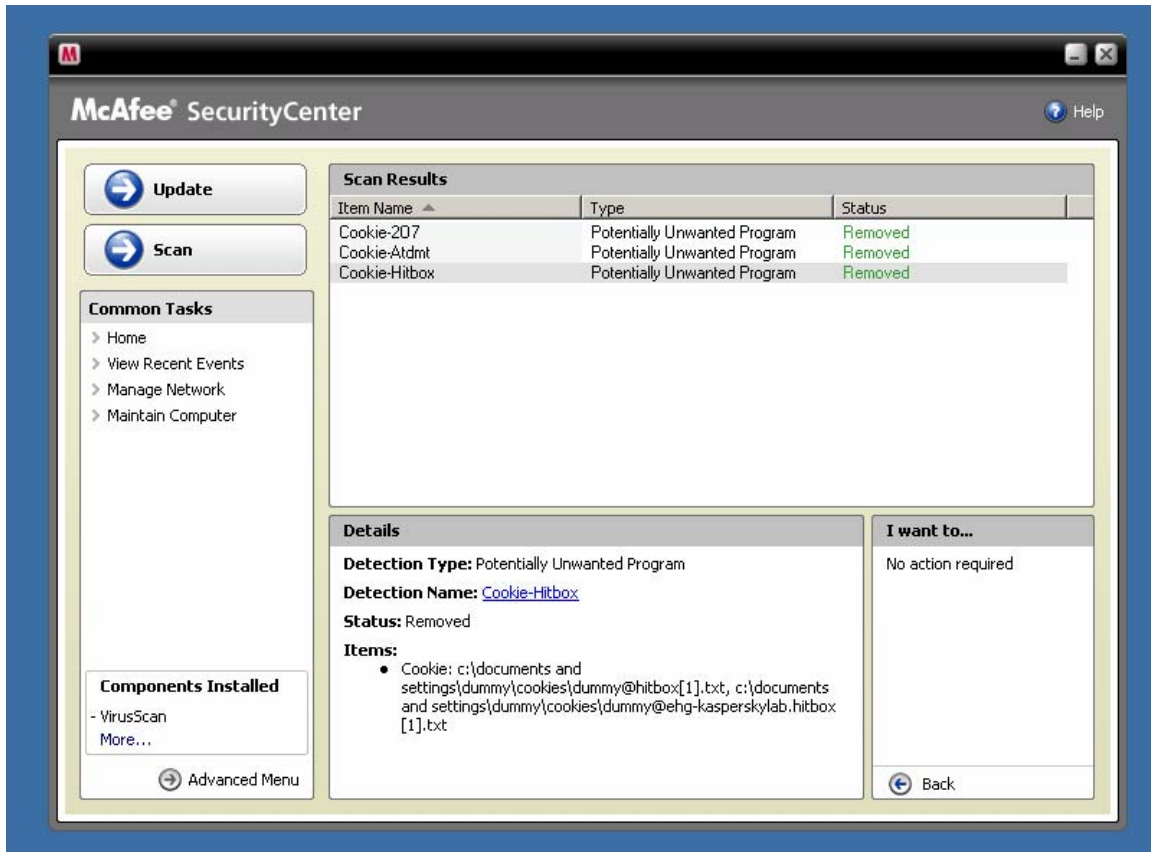 M
McAfee® SecurityCenter
Help
Update
Scan
Common Tasks
> Home
> View Recent Events
> Manage Network
> Maintain Computer
Components Installed
- VirusScan
More...
Advanced Menu
Scan Results
Item Name Type Status
Cookie-2O7 Potentially Unwanted Program Removed
Cookie-Atdmt Potentially Unwanted Program Removed
Cookie-Hitbox Potentially Unwanted Program Removed
Details
Detection Type: Potentially Unwanted Program
Detection Name: Cookie-Hitbox
Status: Removed
Items:
• Cookie: c:\documents and
settings\dummy\cookies\dummy@hitbox[1].txt, c:\documents
and settings\dummy\cookies\dummy@ehg-kasperskylab.hitbox
[1].txt
I want to...
No action required
Back